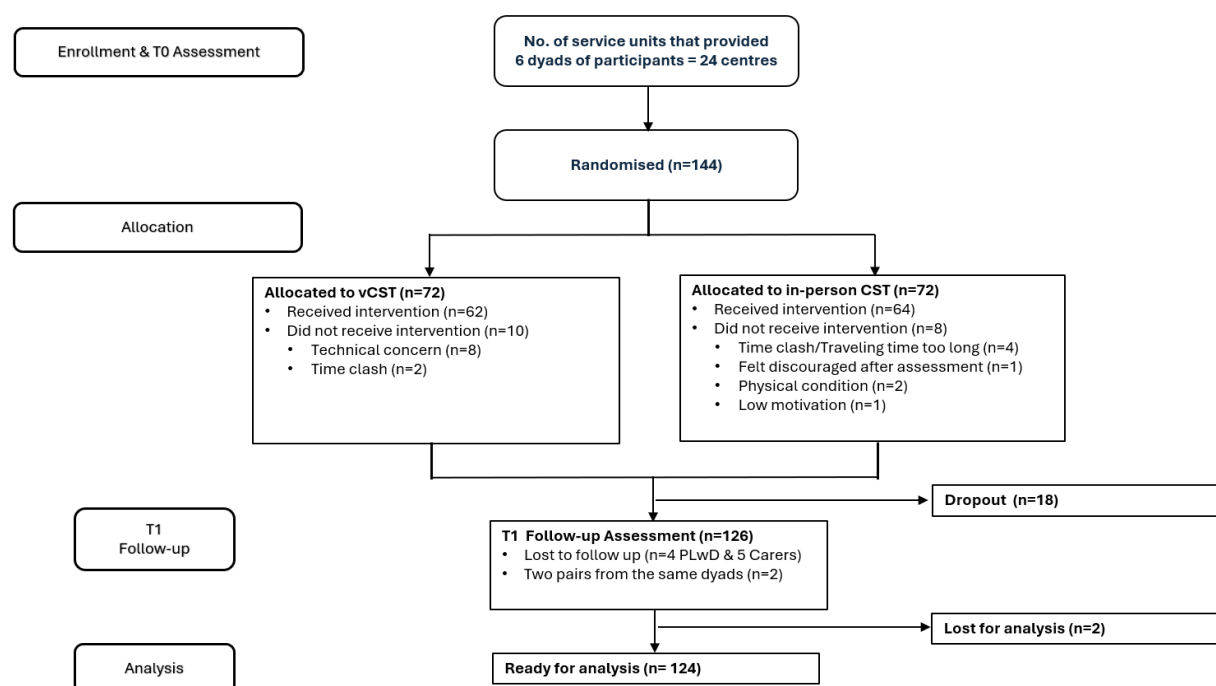 Enrollment & T0 Assessment
No. of service units that provided
6 dyads of participants = 24 centres
Randomised (n=144)
Allocation
Allocated to vCST (n=72)
• Received intervention (n=62)
• Did not receive intervention (n=10)
• Technical concern (n=8)
• Time clash (n=2)
Allocated to in-person CST (n=72)
• Received intervention (n=64)
• Did not receive intervention (n=8)
• Time clash/Traveling time too long (n=4)
• Felt discouraged after assessment (n=1)
• Physical condition (n=2)
• Low motivation (n=1)
Dropout (n=18)
T1
Follow-up
T1 Follow-up Assessment (n=126)
• Lost to follow up (n=4 PLwD & 5 Carers)
• Two pairs from the same dyads (n=2)
Lost for analysis (n=2)
Analysis
Ready for analysis (n= 124)